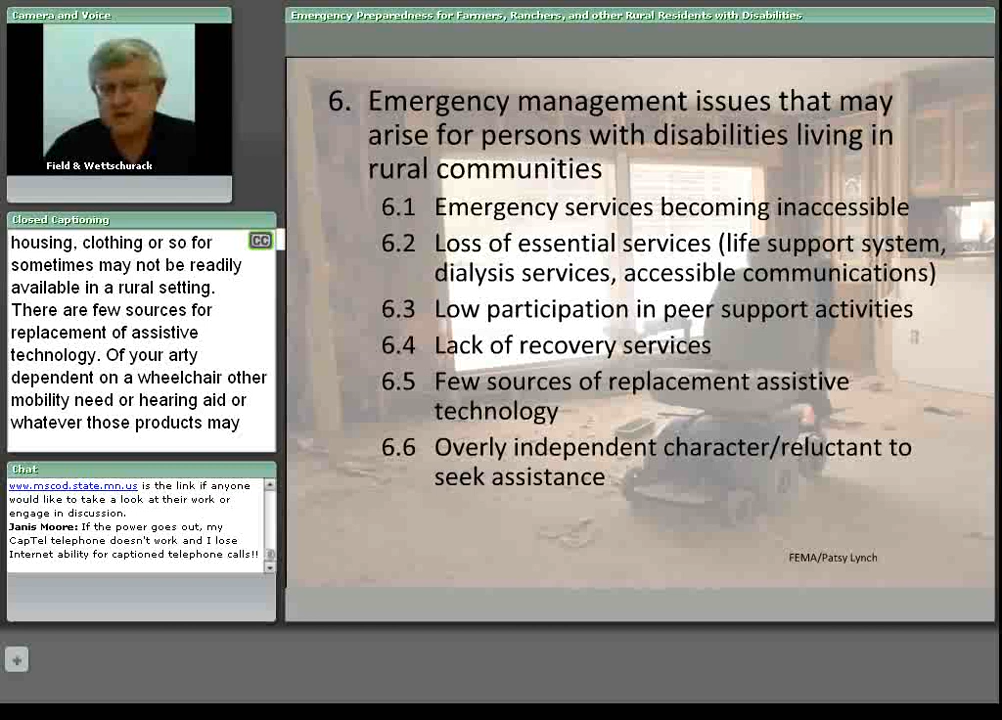 Camera and Voice
Field & Wettschurack
Closed Captioning
CC
housing, clothing or so for
sometimes may not be readily
available in a rural setting.
There are few sources for
replacement of assistive
technology. Of your arty
dependent on a wheelchair other
mobility need or hearing aid or
whatever those products may
Chat
www.mscod.state.mn.us is the link if anyone
would like to take a look at their work or
engage in discussion.
Janis Moore: If the power goes out, my
CapTel telephone doesn't work and I lose
Internet ability for captioned telephone calls!!
Emergency Preparedness for Farmers, Ranchers, and other Rural Residents with Disabilities
6. Emergency management issues that may
arise for persons with disabilities living in
rural communities
6.1 Emergency services becoming inaccessible
6.2 Loss of essential services (life support system,
dialysis services, accessible communications)
6.3 Low participation in peer support activities
6.4 Lack of recovery services
6.5 Few sources of replacement assistive
technology
6.6 Overly independent character/reluctant to
seek assistance
FEMA/Patsy Lynch